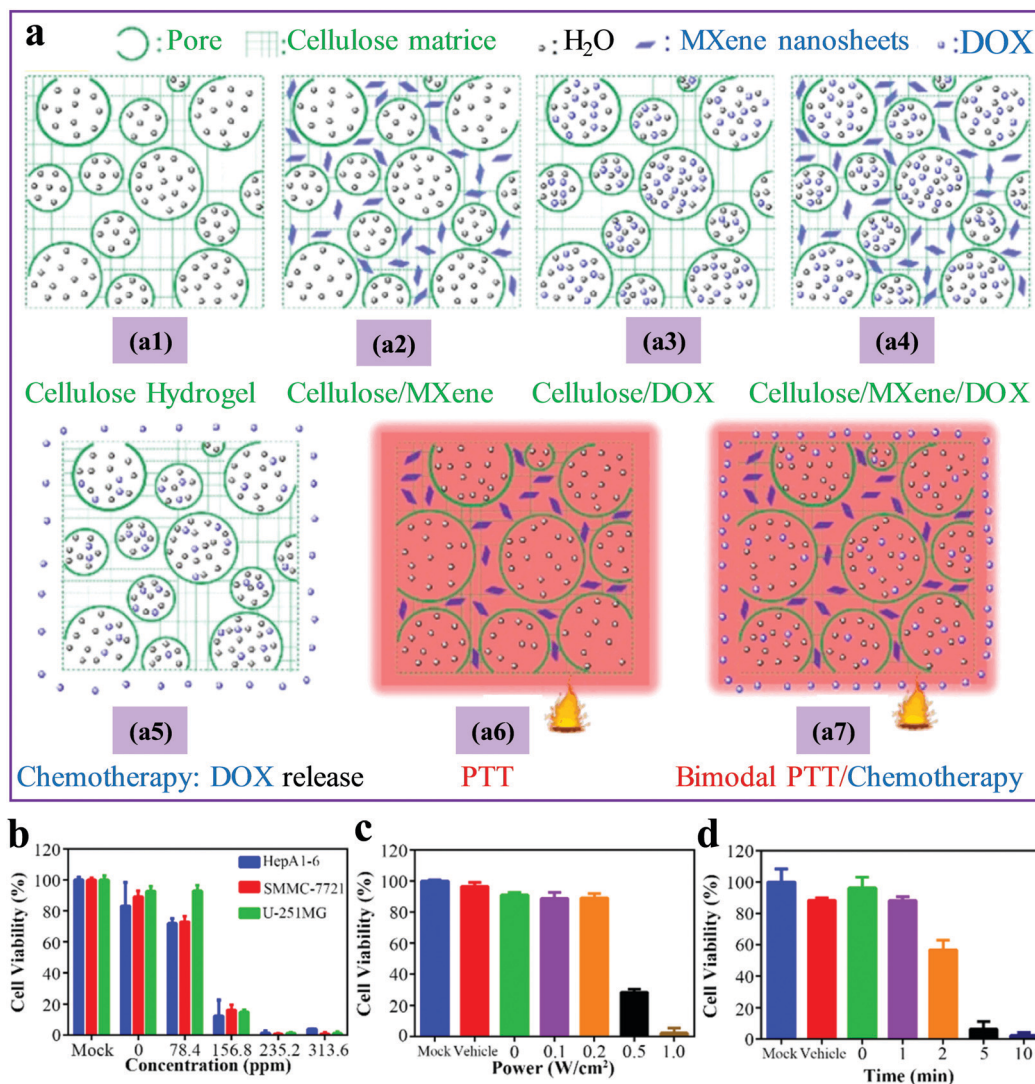 a
: Pore : Cellulose matrice : H₂O : MXene nanosheets : DOX
(a1) (a2) (a3) (a4)
Cellulose Hydrogel Cellulose/MXene Cellulose/DOX Cellulose/MXene/DOX
(a5) (a6) (a7)
Chemotherapy: DOX release PTT Bimodal PTT/Chemotherapy
b
Cell Viability (%)
120
100
80
60
40
20
0
HepA1-6
SMMC-7721
U-251MG
Mock 0 78.4 156.8 235.2 313.6
Concentration (ppm)
c
Cell Viability (%)
120
100
80
60
40
20
0
Mock Vehicle 0 0.1 0.2 0.5 1.0
Power (W/cm²)
d
Cell Viability (%)
120
100
80
60
40
20
0
Mock Vehicle 0 1 2 5 10
Time (min)